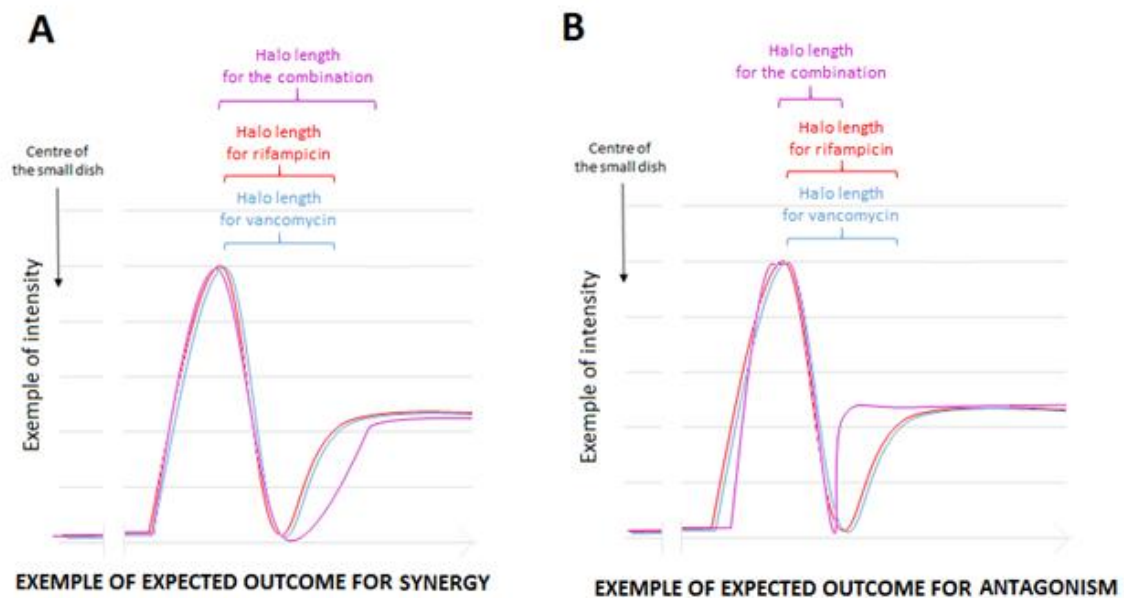 A
Halo length
for the combination
Halo length
for rifampicin
Halo length
for vancomycin
Centre of
the small dish
Exemple of intensity
EXEMPLE OF EXPECTED OUTCOME FOR SYNERGY
B
Halo length
for the combination
Halo length
for rifampicin
Halo length
for vancomycin
Centre of
the small dish
Exemple of intensity
EXEMPLE OF EXPECTED OUTCOME FOR ANTAGONISM